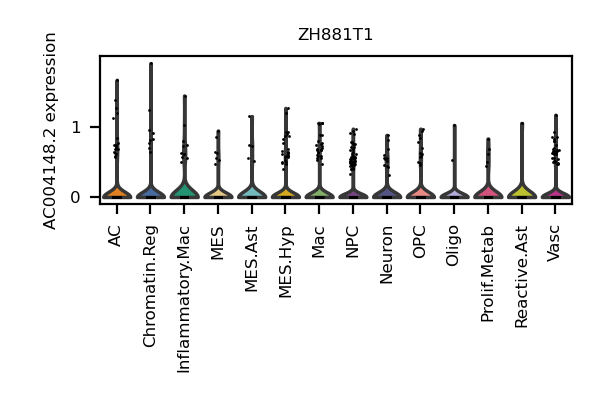 ZH881T1
AC004148.2 expression
1
0
AC
Chromatin.Reg
Inflammatory.Mac
MES
MES.Ast
MES.Hyp
Mac
NPC
Neuron
OPC
Oligo
Prolif.Metab
Reactive.Ast
Vasc